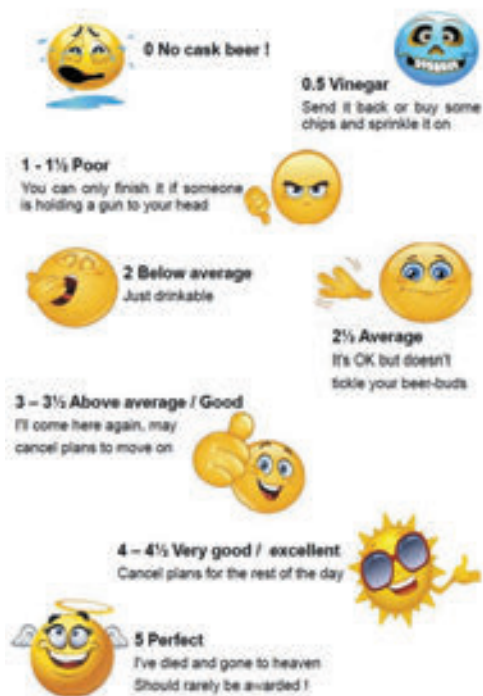 0 No cask beer !
0.5 Vinegar
Send it back or buy some
chips and sprinkle it on
1 - 1½ Poor
You can only finish it if someone
is holding a gun to your head
2 Below average
Just drinkable
2½ Average
It's OK but doesn't
tickle your beer-buds
3 – 3½ Above average / Good
I'll come here again, may
cancel plans to move on
4 – 4½ Very good / excellent
Cancel plans for the rest of the day
5 Perfect
I've died and gone to heaven
Should rarely be awarded !